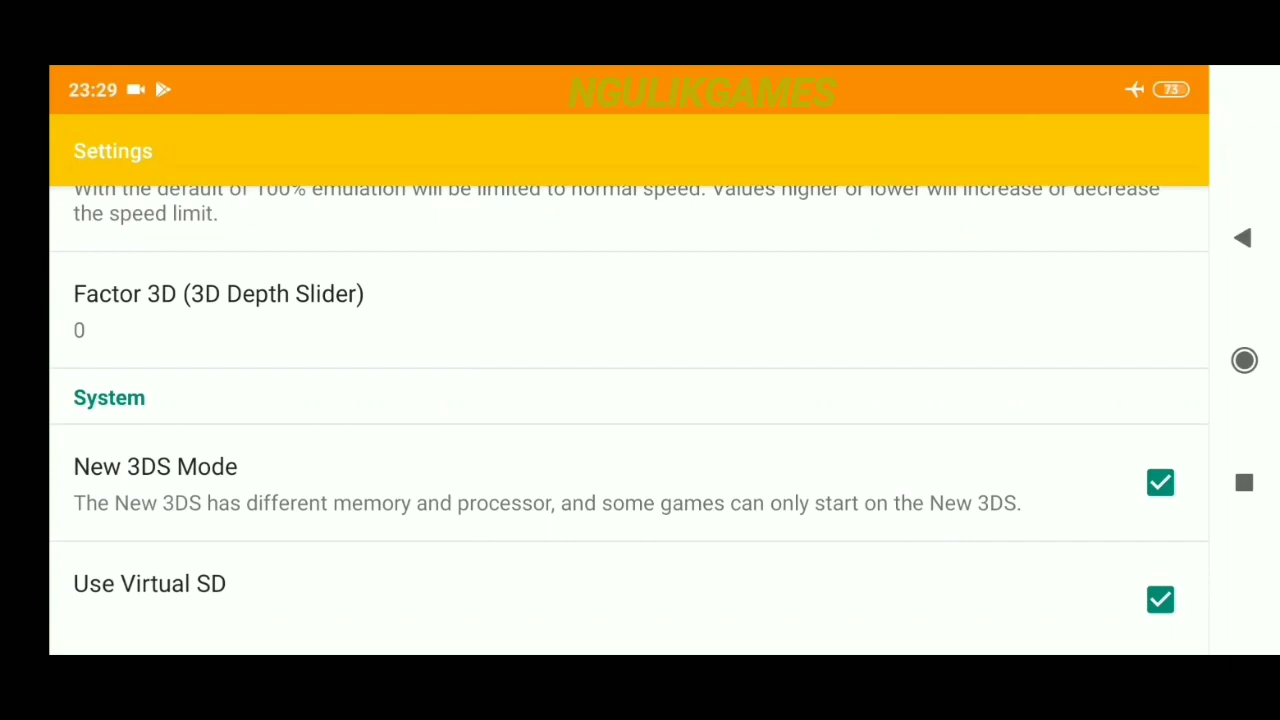 23:29
NGULIKGAMES
73
Settings
With the default of 100% emulation will be limited to normal speed. Values higher or lower will increase or decrease
the speed limit.
Factor 3D (3D Depth Slider)
0
System
New 3DS Mode
The New 3DS has different memory and processor, and some games can only start on the New 3DS.
Use Virtual SD